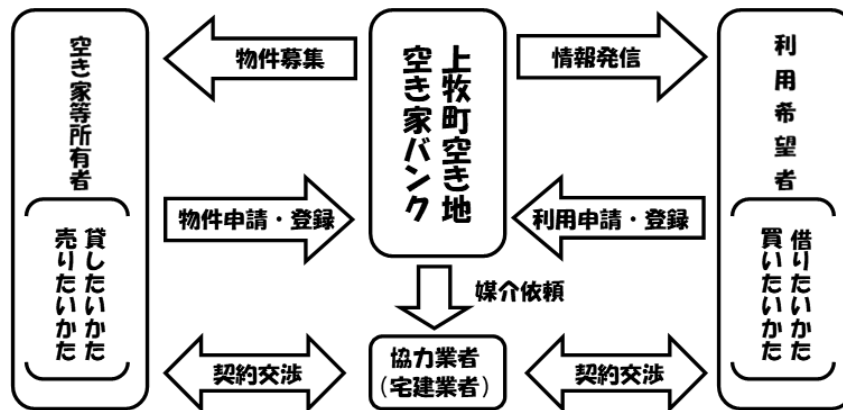 空き家等所有者
貸したいかた
売りたいかた
物件募集
物件申請・登録
契約交渉
上牧町空き地
空き家バンク
媒介依頼
協力業者
(宅建業者)
情報発信
利用申請・登録
契約交渉
利用希望者
借りたいかた
買いたいかた